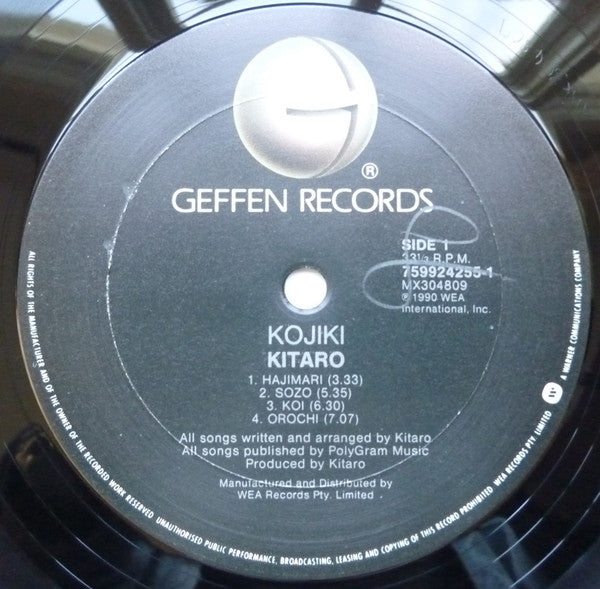 ®
GEFFEN RECORDS
SIDE 1
33 1/3 R.P.M.
759924255-1
MX304809
℗ 1990 WEA
International, Inc.
KOJIKI
KITARO
1. HAJIMARI (3.33)
2. SOZO (5.35)
3. KOI (6.30)
4. OROCHI (7.07)
All songs written and arranged by Kitaro
All songs published by PolyGram Music
Produced by Kitaro
Manufactured and Distributed by
WEA Records Pty. Limited
ALL RIGHTS OF THE MANUFACTURER AND OF THE OWNER OF THE RECORDED WORK RESERVED UNAUTHORISED PUBLIC PERFORMANCE, BROADCASTING, LEASING AND COPYING OF THIS RECORD PROHIBITED WEA RECORDS PTY. LIMITED
A WARNER COMMUNICATIONS COMPANY